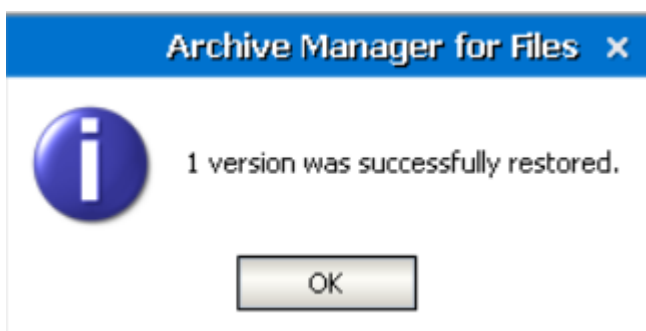 Archive Manager for Files
1 version was successfully restored.
OK